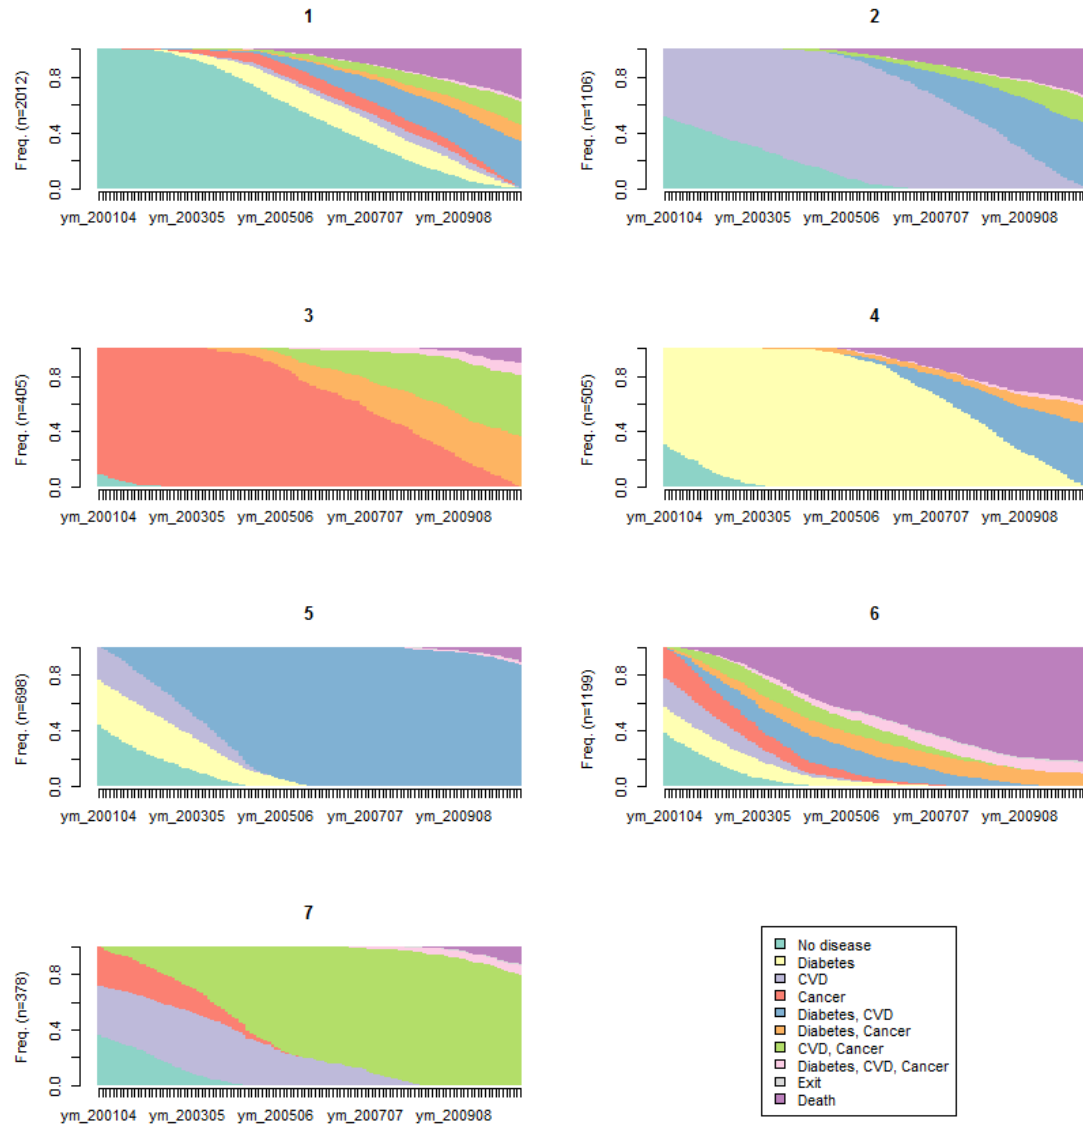 1
Freq. (n=2012)
0.0 0.4 0.8
ym_200104 ym_200305 ym_200506 ym_200707 ym_200908
2
Freq. (n=1106)
0.0 0.4 0.8
ym_200104 ym_200305 ym_200506 ym_200707 ym_200908
3
Freq. (n=405)
0.0 0.4 0.8
ym_200104 ym_200305 ym_200506 ym_200707 ym_200908
4
Freq. (n=505)
0.0 0.4 0.8
ym_200104 ym_200305 ym_200506 ym_200707 ym_200908
5
Freq. (n=698)
0.0 0.4 0.8
ym_200104 ym_200305 ym_200506 ym_200707 ym_200908
6
Freq. (n=1199)
0.0 0.4 0.8
ym_200104 ym_200305 ym_200506 ym_200707 ym_200908
7
Freq. (n=378)
0.0 0.4 0.8
ym_200104 ym_200305 ym_200506 ym_200707 ym_200908
No disease
Diabetes
CVD
Cancer
Diabetes, CVD
Diabetes, Cancer
CVD, Cancer
Diabetes, CVD, Cancer
Exit
Death